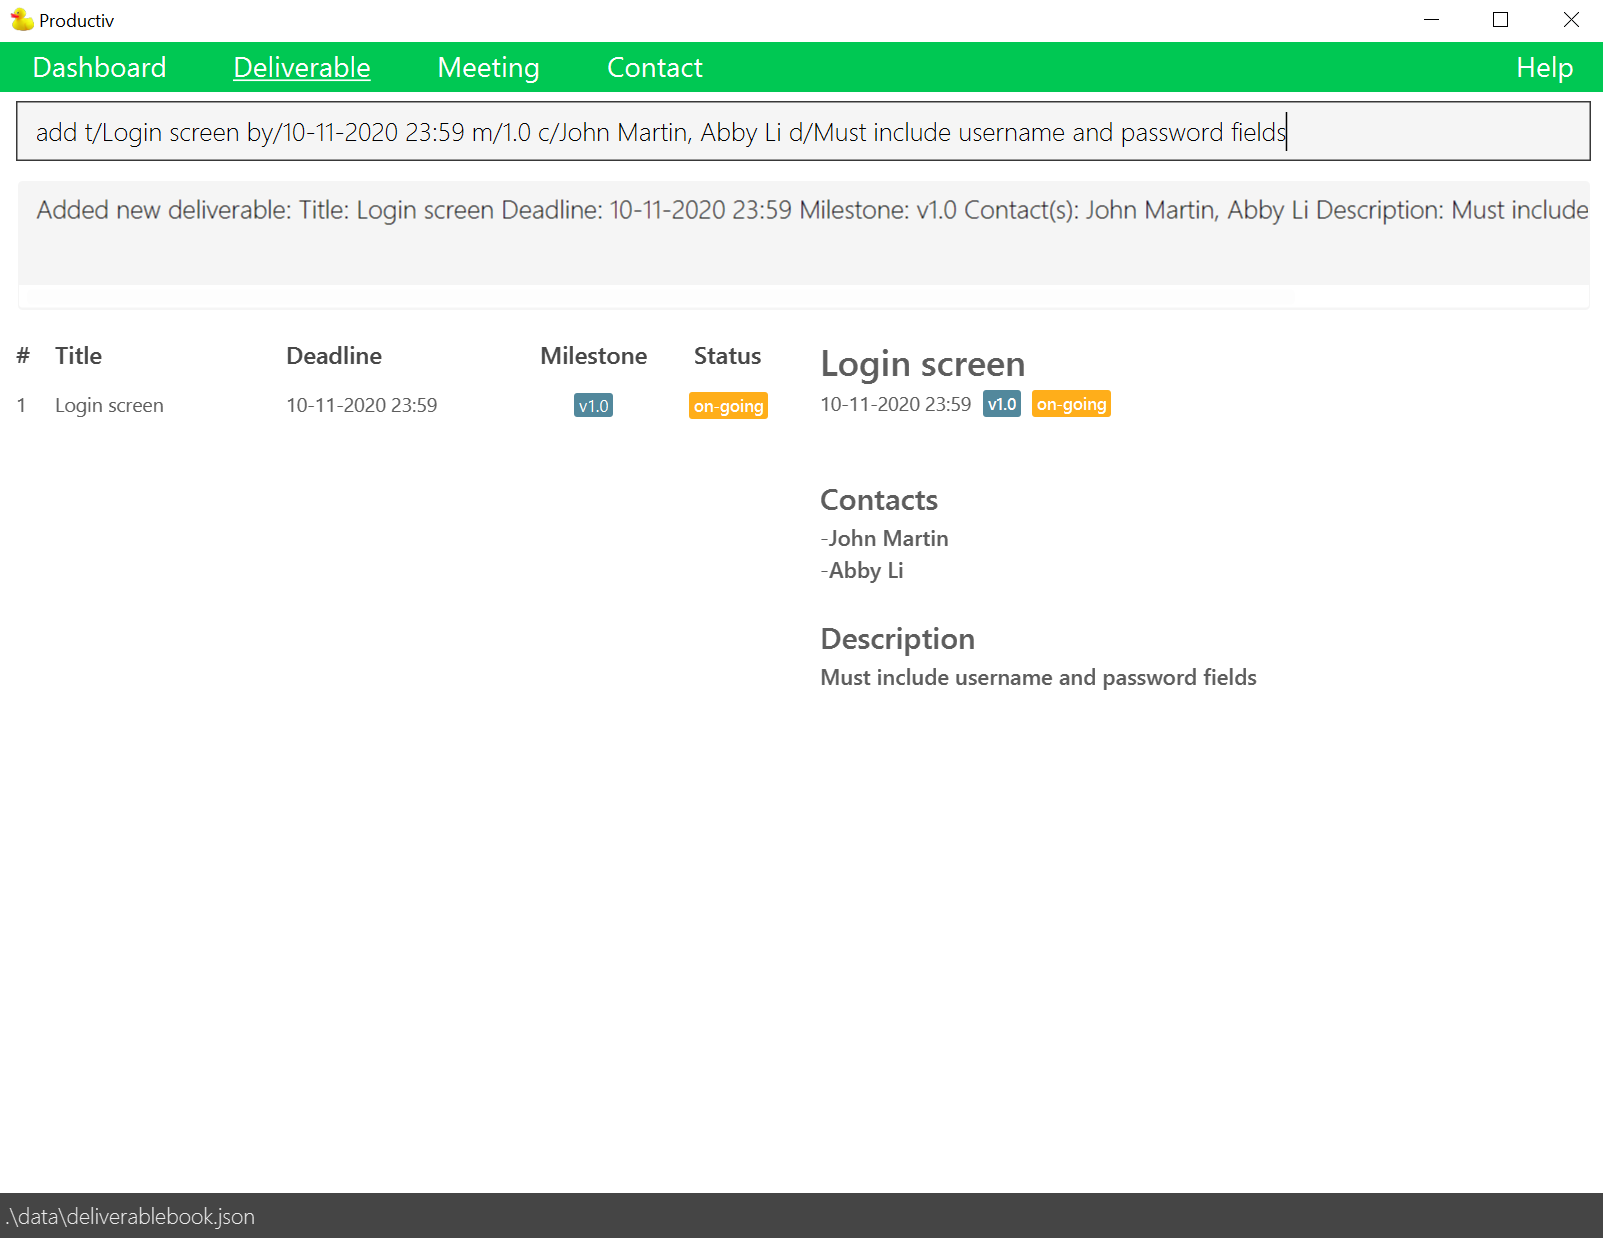 Productiv
Dashboard Deliverable Meeting Contact Help
add t/Login screen by/10-11-2020 23:59 m/1.0 c/John Martin, Abby Li d/Must include username and password fields
Added new deliverable: Title: Login screen Deadline: 10-11-2020 23:59 Milestone: v1.0 Contact(s): John Martin, Abby Li Description: Must include
# Title Deadline Milestone Status
1 Login screen 10-11-2020 23:59 v1.0 on-going
Login screen
10-11-2020 23:59 v1.0 on-going
Contacts
-John Martin
-Abby Li
Description
Must include username and password fields
.\data\deliverablebook.json